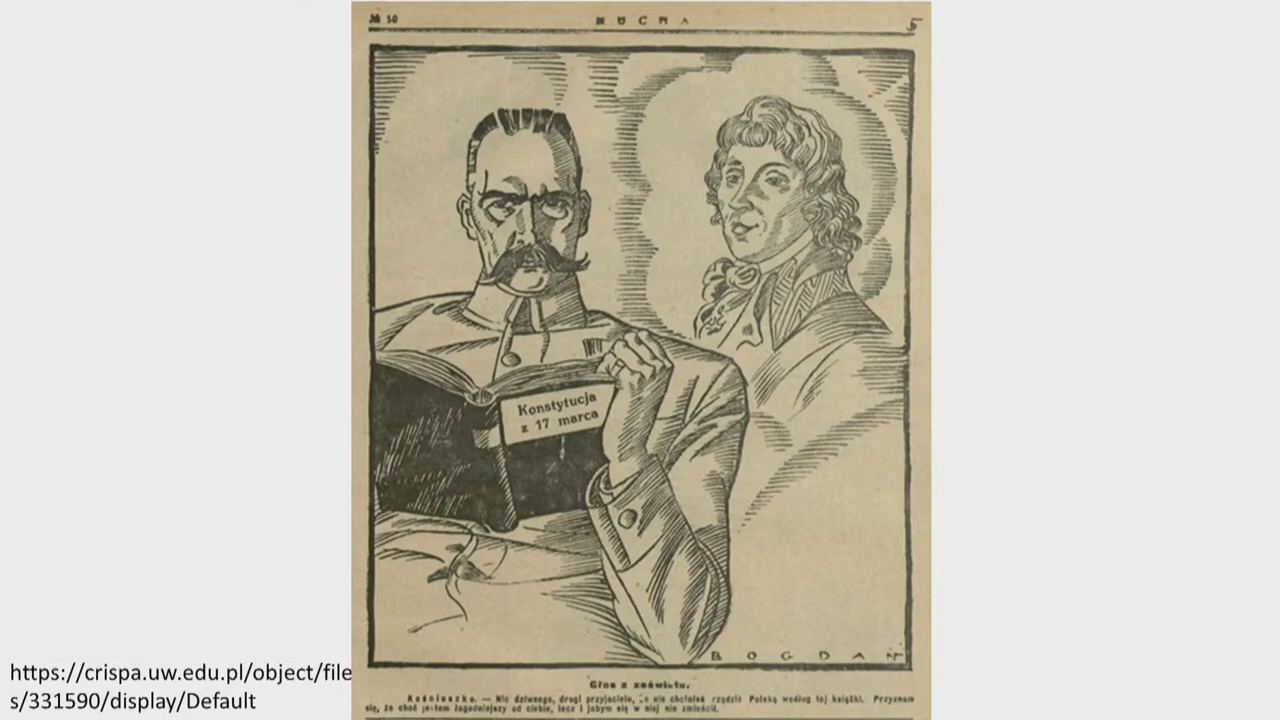 № 50 MUCHA 5
Konstytucja
z 17 marca
BOGDAN
Głos z zaświatu.
Kościuszko. — Nic dziwnego, drogi przyjacielu, że nie chciałeś rządzić Polską według tej książki. Przyznam
się, że choć jestem łagodniejszy od ciebie, lecz i jabym się w niej nie zmieścił.
https://crispa.uw.edu.pl/object/file
s/331590/display/Default